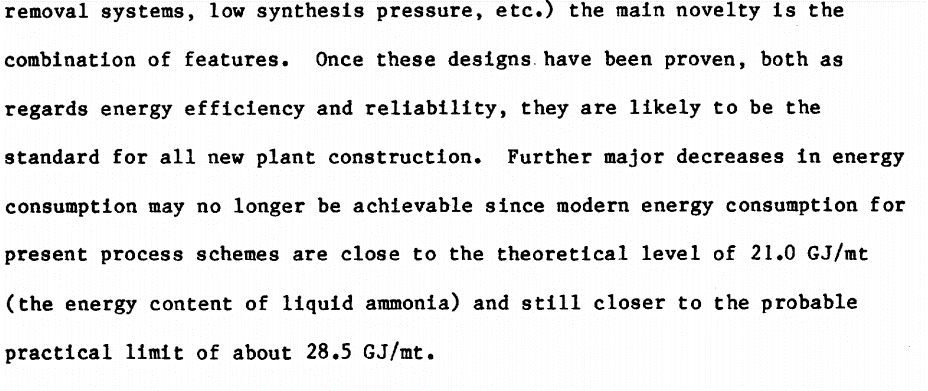 removal systems, low synthesis pressure, etc.) the main novelty is the
combination of features. Once these designs have been proven, both as
regards energy efficiency and reliability, they are likely to be the
standard for all new plant construction. Further major decreases in energy
consumption may no longer be achievable since modern energy consumption for
present process schemes are close to the theoretical level of 21.0 GJ/mt
(the energy content of liquid ammonia) and still closer to the probable
practical limit of about 28.5 GJ/mt.